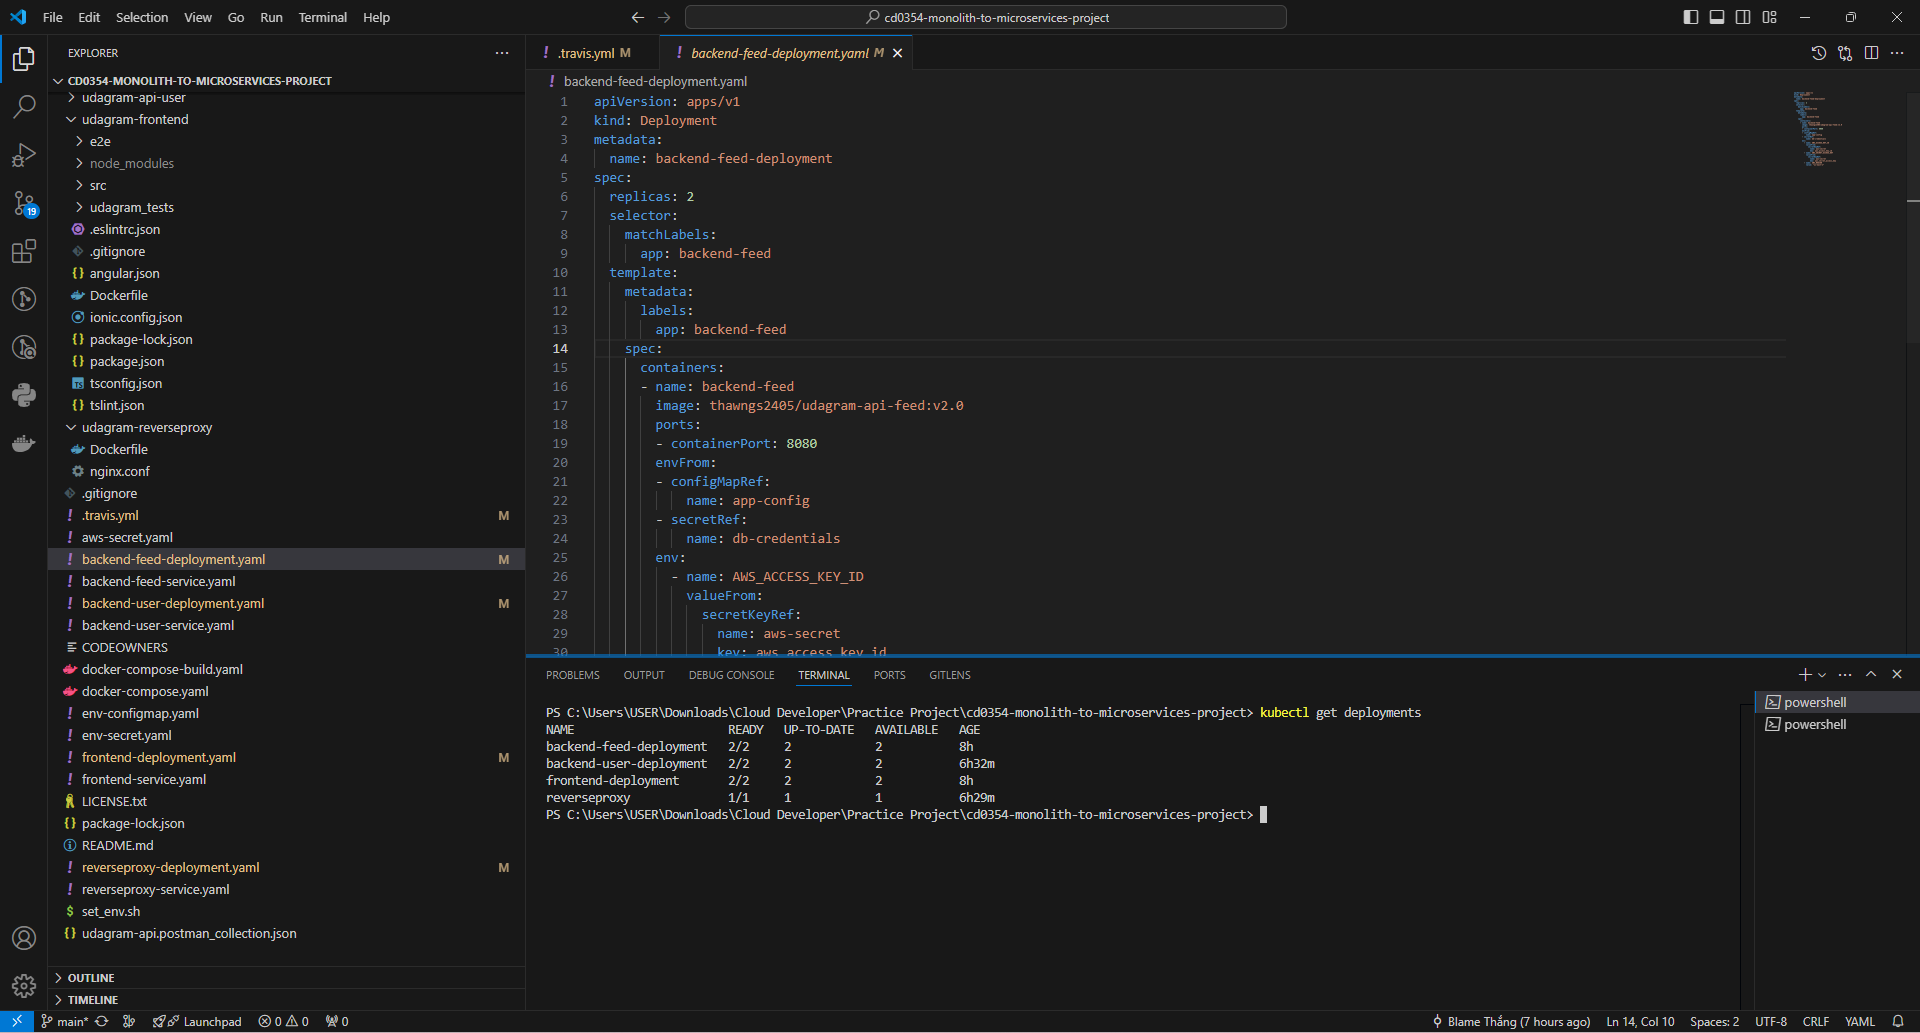 File Edit Selection View Go Run Terminal Help
cd0354-monolith-to-microservices-project
EXPLORER
CD0354-MONOLITH-TO-MICROSERVICES-PROJECT
udagram-api-user
udagram-frontend
e2e
node_modules
src
udagram_tests
.eslintrc.json
.gitignore
angular.json
Dockerfile
ionic.config.json
package-lock.json
package.json
tsconfig.json
tslint.json
udagram-reverseproxy
Dockerfile
nginx.conf
.gitignore
.travis.yml M
aws-secret.yaml
backend-feed-deployment.yaml M
backend-feed-service.yaml
backend-user-deployment.yaml M
backend-user-service.yaml
CODEOWNERS
docker-compose-build.yaml
docker-compose.yaml
env-configmap.yaml
env-secret.yaml
frontend-deployment.yaml M
frontend-service.yaml
LICENSE.txt
package-lock.json
README.md
reverseproxy-deployment.yaml M
reverseproxy-service.yaml
set_env.sh
udagram-api.postman_collection.json
OUTLINE
TIMELINE
19
.travis.yml M backend-feed-deployment.yaml M
backend-feed-deployment.yaml
1 apiVersion: apps/v1
2 kind: Deployment
3 metadata:
4 name: backend-feed-deployment
5 spec:
6 replicas: 2
7 selector:
8 matchLabels:
9 app: backend-feed
10 template:
11 metadata:
12 labels:
13 app: backend-feed
14 spec:
15 containers:
16 - name: backend-feed
17 image: thawngs2405/udagram-api-feed:v2.0
18 ports:
19 - containerPort: 8080
20 envFrom:
21 - configMapRef:
22 name: app-config
23 - secretRef:
24 name: db-credentials
25 env:
26 - name: AWS_ACCESS_KEY_ID
27 valueFrom:
28 secretKeyRef:
29 name: aws-secret
30 key: aws_access_key_id
PROBLEMS OUTPUT DEBUG CONSOLE TERMINAL PORTS GITLENS
PS C:\Users\USER\Downloads\Cloud Developer\Practice Project\cd0354-monolith-to-microservices-project> kubectl get deployments
NAME READY UP-TO-DATE AVAILABLE AGE
backend-feed-deployment 2/2 2 2 8h
backend-user-deployment 2/2 2 2 6h32m
frontend-deployment 2/2 2 2 8h
reverseproxy 1/1 1 1 6h29m
PS C:\Users\USER\Downloads\Cloud Developer\Practice Project\cd0354-monolith-to-microservices-project>
powershell
powershell
main* Launchpad 0 0 0
Blame Thắng (7 hours ago) Ln 14, Col 10 Spaces: 2 UTF-8 CRLF YAML